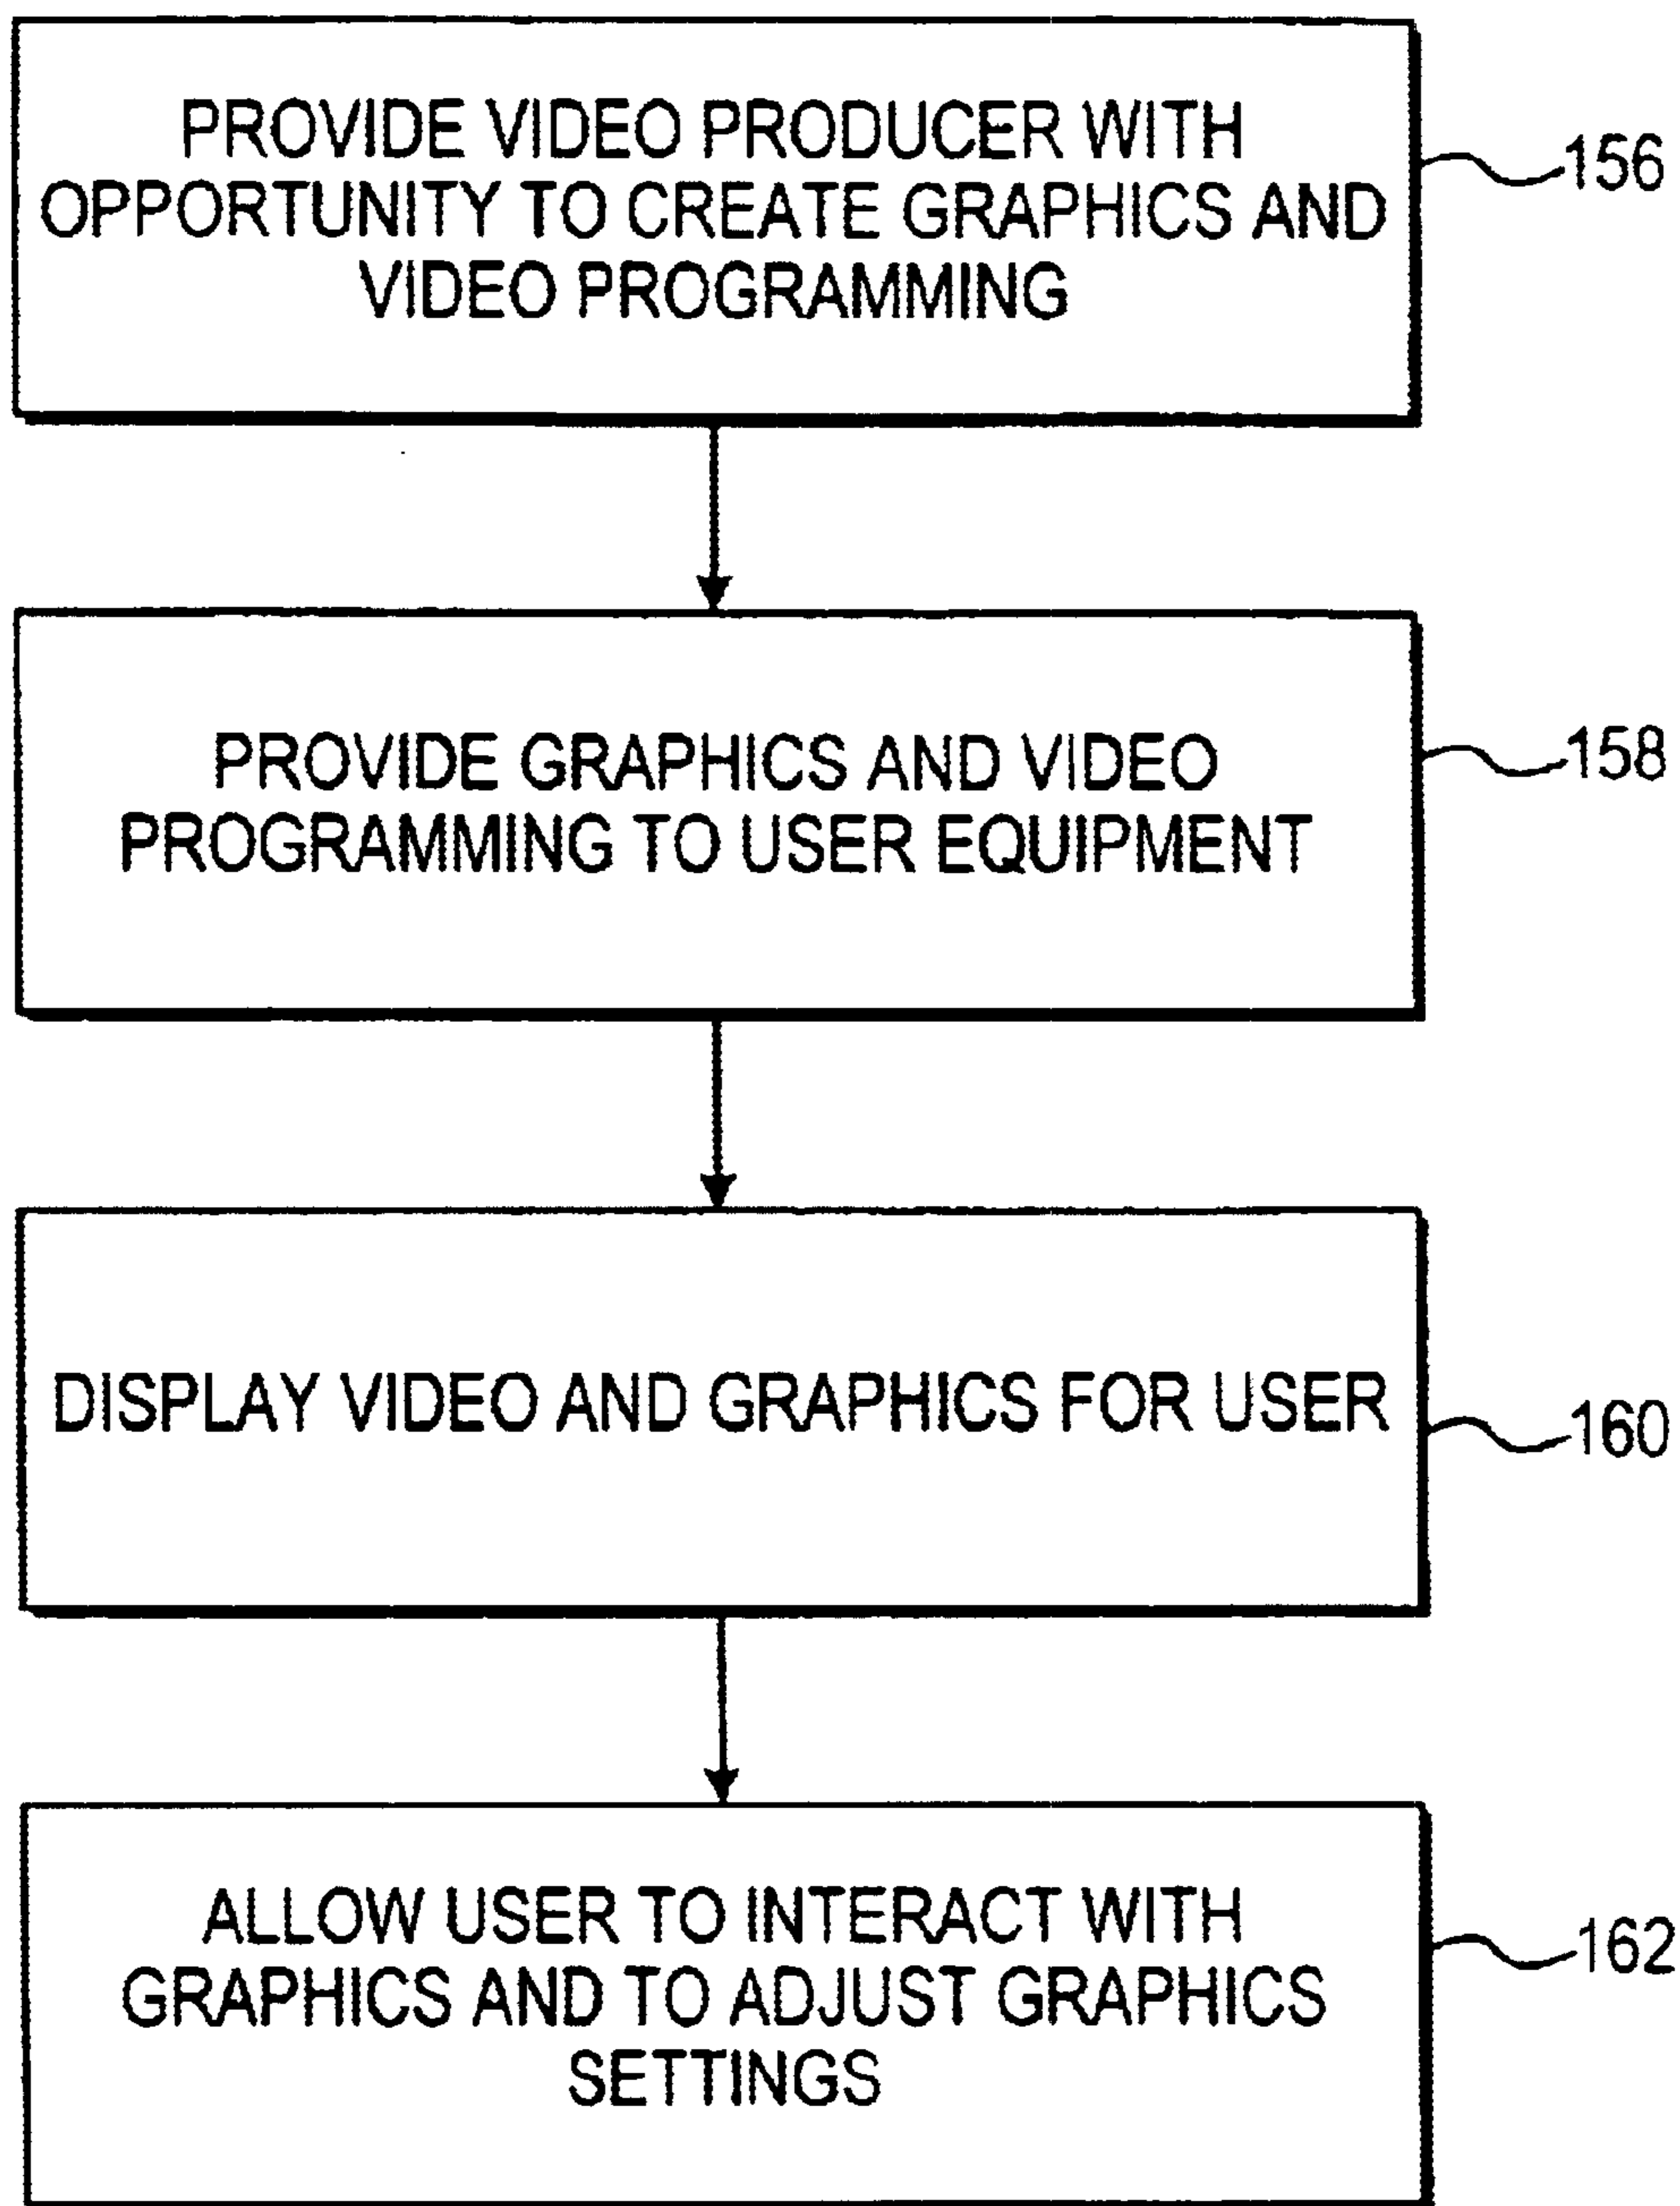 PROVIDE VIDEO PRODUCER WITH
OPPORTUNITY TO CREATE GRAPHICS AND
VIDEO PROGRAMMING
156
PROVIDE GRAPHICS AND VIDEO
PROGRAMMING TO USER EQUIPMENT
158
DISPLAY VIDEO AND GRAPHICS FOR USER
160
ALLOW USER TO INTERACT WITH
GRAPHICS AND TO ADJUST GRAPHICS
SETTINGS
162